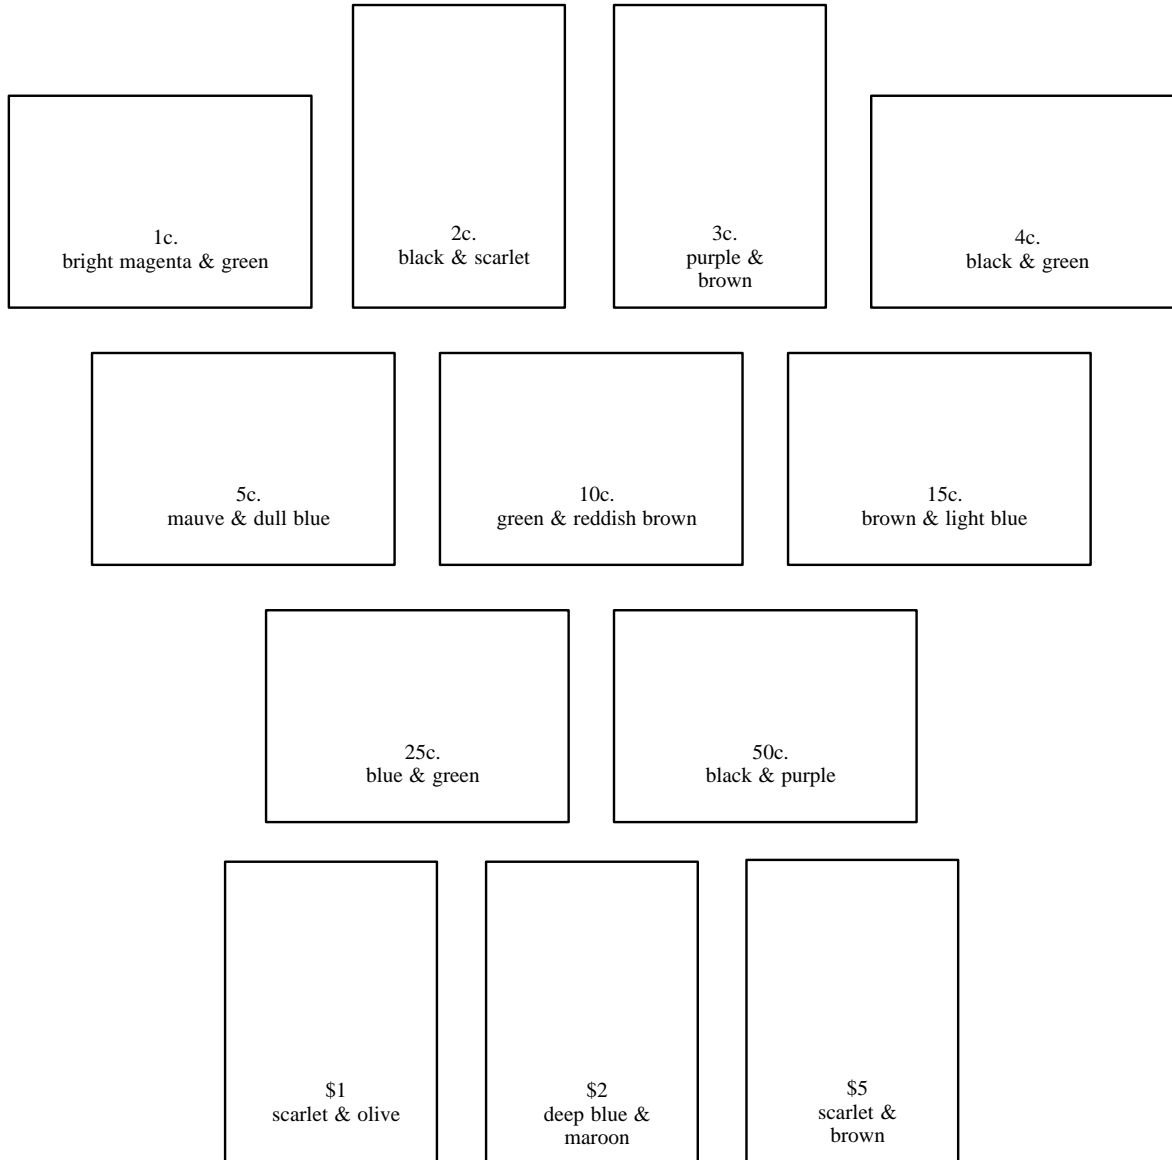 1c.
bright magenta & green
2c.
black & scarlet
3c.
purple &
brown
4c.
black & green
5c.
mauve & dull blue
10c.
green & reddish brown
15c.
brown & light blue
25c.
blue & green
50c.
black & purple
$1
scarlet & olive
$2
deep blue &
maroon
$5
scarlet &
brown